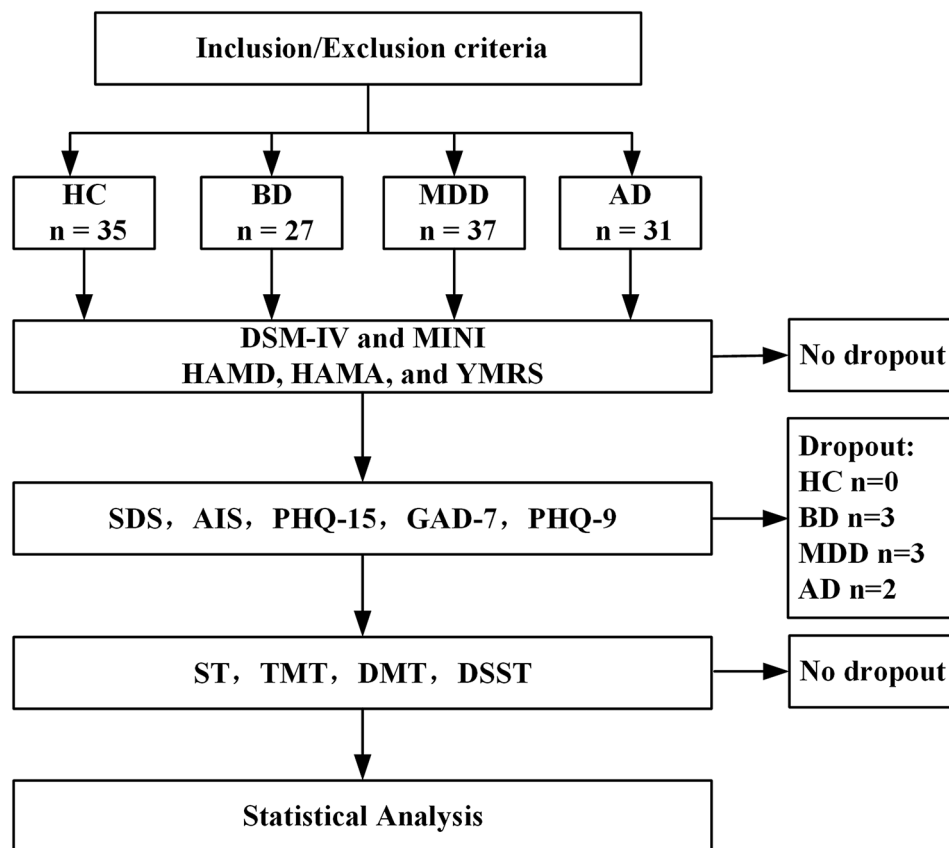 Inclusion/Exclusion criteria
HC
n = 35
BD
n = 27
MDD
n = 37
AD
n = 31
DSM-IV and MINI
HAMD, HAMA, and YMRS
No dropout
SDS，AIS，PHQ-15，GAD-7，PHQ-9
Dropout:
HC n=0
BD n=3
MDD n=3
AD n=2
ST，TMT，DMT，DSST
No dropout
Statistical Analysis